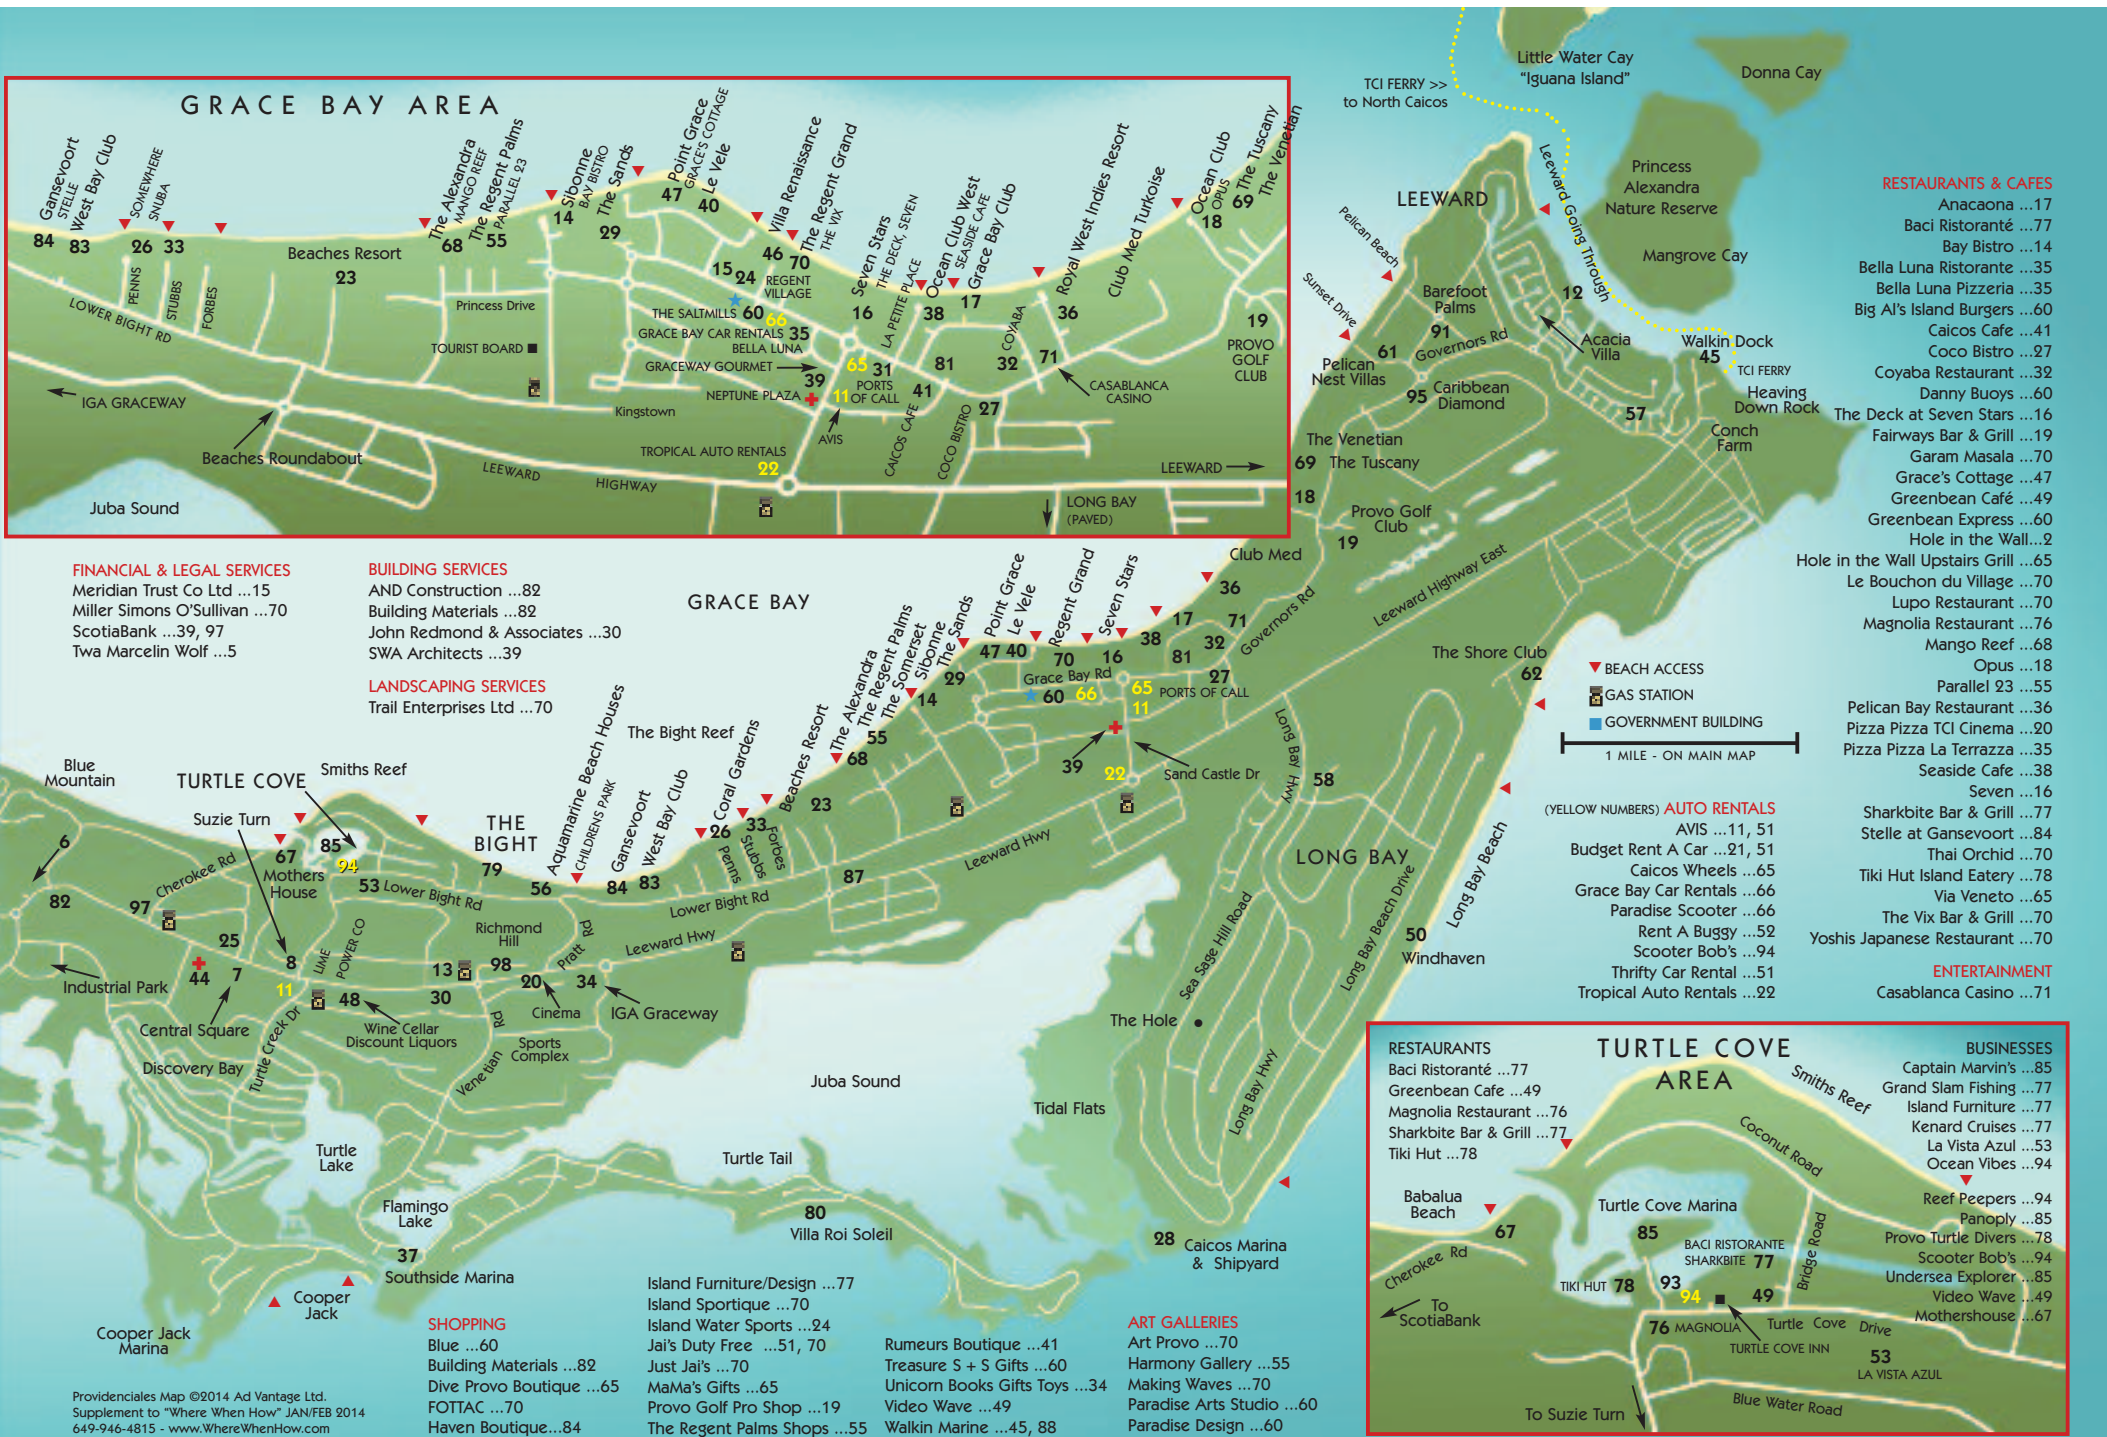 GRACE BAY AREA
Gansevoort
STELLE
West Bay Club
SOMEWHERE
SNUBA
The Alexandra
MANGO REEF
The Regent Palms
PARALLEL 23
Sibonne
BAY BISTRO
The Sands
Point Grace
GRACE'S COTTAGE
Le Vele
Villa Renaissance
The Regent Grand
THE VIX
Seven Stars
THE DECK, SEVEN
LA PETITE PLACE
Ocean Club West
SEASIDE CAFE
Grace Bay Club
Royal West Indies Resort
Club Med Turkoise
Ocean Club
OPUS
The Tuscany
The Venetian
84
83
26
33
68
55
14
29
47
40
46
70
15
24
16
38
17
36
18
69
Beaches Resort
23
PENNS
STUBBS
FORBES
LOWER BIGHT RD
Princess Drive
TOURIST BOARD
REGENT
VILLAGE
THE SALTMILLS 60
66
GRACE BAY CAR RENTALS 35
BELLA LUNA
GRACEWAY GOURMET
65
31
81
32
71
COYABA
19
PROVO
GOLF
CLUB
39
NEPTUNE PLAZA
11
PORTS
OF CALL
41
CASABLANCA
CASINO
27
AVIS
CAICOS CAFE
COCO BISTRO
Kingstown
IGA GRACEWAY
Beaches Roundabout
TROPICAL AUTO RENTALS
22
LEEWARD
HIGHWAY
LEEWARD
LONG BAY
(PAVED)
Juba Sound
TCI FERRY >>
to North Caicos
Little Water Cay
"Iguana Island"
Donna Cay
Princess
Alexandra
Nature Reserve
Mangrove Cay
LEEWARD
Leeward Going Through
Pelican Beach
Sunset Drive
Barefoot
Palms
91
Governors Rd
12
Acacia
Villa
Walkin Dock
45
TCI FERRY
Heaving
Down Rock
61
Pelican
Nest Villas
95
Caribbean
Diamond
57
Conch
Farm
The Venetian
69
The Tuscany
18
Provo Golf
Club
19
Leeward Highway East
RESTAURANTS & CAFES
Anacaona ...17
Baci Ristoranté ...77
Bay Bistro ...14
Bella Luna Ristorante ...35
Bella Luna Pizzeria ...35
Big Al's Island Burgers ...60
Caicos Cafe ...41
Coco Bistro ...27
Coyaba Restaurant ...32
Danny Buoys ...60
The Deck at Seven Stars ...16
Fairways Bar & Grill ...19
Garam Masala ...70
Grace's Cottage ...47
Greenbean Café ...49
Greenbean Express ...60
Hole in the Wall...2
Hole in the Wall Upstairs Grill ...65
Le Bouchon du Village ...70
Lupo Restaurant ...70
Magnolia Restaurant ...76
Mango Reef ...68
Opus ...18
Parallel 23 ...55
Pelican Bay Restaurant ...36
Pizza Pizza TCI Cinema ...20
Pizza Pizza La Terrazza ...35
Seaside Cafe ...38
Seven ...16
Sharkbite Bar & Grill ...77
Stelle at Gansevoort ...84
Thai Orchid ...70
Tiki Hut Island Eatery ...78
Via Veneto ...65
The Vix Bar & Grill ...70
Yoshis Japanese Restaurant ...70
ENTERTAINMENT
Casablanca Casino ...71
FINANCIAL & LEGAL SERVICES
Meridian Trust Co Ltd ...15
Miller Simons O'Sullivan ...70
ScotiaBank ...39, 97
Twa Marcelin Wolf ...5
BUILDING SERVICES
AND Construction ...82
Building Materials ...82
John Redmond & Associates ...30
SWA Architects ...39
LANDSCAPING SERVICES
Trail Enterprises Ltd ...70
GRACE BAY
Club Med
36
Point Grace
Le Vele
Regent Grand
Seven Stars
17
71
38
32
47
40
70
16
81
Governors Rd
Grace Bay Rd
60
66
65
PORTS OF CALL
27
11
39
22
Sand Castle Dr
29
The Sands
Sibonne
14
The Somerset
The Regent Palms
55
The Alexandra
68
Beaches Resort
23
The Bight Reef
Coral Gardens
26
33
Penns
Stubbs
Forbes
West Bay Club
83
Gansevoort
84
CHILDRENS PARK
Aquamarine Beach Houses
56
THE
BIGHT
79
Lower Bight Rd
87
Leeward Hwy
Leeward Hwy
Lower Bight Rd
The Shore Club
62
BEACH ACCESS
GAS STATION
GOVERNMENT BUILDING
1 MILE - ON MAIN MAP
(YELLOW NUMBERS) AUTO RENTALS
AVIS ...11, 51
Budget Rent A Car ...21, 51
Caicos Wheels ...65
Grace Bay Car Rentals ...66
Paradise Scooter ...66
Rent A Buggy ...52
Scooter Bob's ...94
Thrifty Car Rental ...51
Tropical Auto Rentals ...22
Long Bay Hwy
58
LONG BAY
Long Bay Beach
Long Bay Beach Drive
Sea Sage Hill Road
50
Windhaven
The Hole
Long Bay Hwy
Tidal Flats
Juba Sound
28
Caicos Marina
& Shipyard
Blue
Mountain
TURTLE COVE
Smiths Reef
Suzie Turn
6
82
Cherokee Rd
67
85
94
Mothers
House
53
97
25
8
44
7
11
LIME
POWER CO
13
98
30
48
Richmond
Hill
Pratt Rd
20
34
Cinema
IGA Graceway
Industrial Park
Central Square
Wine Cellar
Discount Liquors
Sports
Complex
Venetian Rd
Turtle Creek Dr
Discovery Bay
Turtle
Lake
Flamingo
Lake
37
Southside Marina
Cooper
Jack
Cooper Jack
Marina
Turtle Tail
80
Villa Roi Soleil
Providenciales Map ©2014 Ad Vantage Ltd.
Supplement to "Where When How" JAN/FEB 2014
649-946-4815 - www.WhereWhenHow.com
SHOPPING
Blue ...60
Building Materials ...82
Dive Provo Boutique ...65
FOTTAC ...70
Haven Boutique...84
Island Furniture/Design ...77
Island Sportique ...70
Island Water Sports ...24
Jai's Duty Free ...51, 70
Just Jai's ...70
MaMa's Gifts ...65
Provo Golf Pro Shop ...19
The Regent Palms Shops ...55
Rumeurs Boutique ...41
Treasure S + S Gifts ...60
Unicorn Books Gifts Toys ...34
Video Wave ...49
Walkin Marine ...45, 88
ART GALLERIES
Art Provo ...70
Harmony Gallery ...55
Making Waves ...70
Paradise Arts Studio ...60
Paradise Design ...60
TURTLE COVE
AREA
RESTAURANTS
Baci Ristoranté ...77
Greenbean Cafe ...49
Magnolia Restaurant ...76
Sharkbite Bar & Grill ...77
Tiki Hut ...78
BUSINESSES
Captain Marvin's ...85
Grand Slam Fishing ...77
Island Furniture ...77
Kenard Cruises ...77
La Vista Azul ...53
Ocean Vibes ...94
Reef Peepers ...94
Panoply ...85
Provo Turtle Divers ...78
Scooter Bob's ...94
Undersea Explorer ...85
Video Wave ...49
Mothershouse ...67
Smiths Reef
Coconut Road
Babalua
Beach
67
Turtle Cove Marina
85
BACI RISTORANTE
SHARKBITE 77
Bridge Road
Cherokee Rd
TIKI HUT 78
93
94
49
To
ScotiaBank
76 MAGNOLIA
Turtle Cove Drive
TURTLE COVE INN
53
LA VISTA AZUL
Blue Water Road
To Suzie Turn